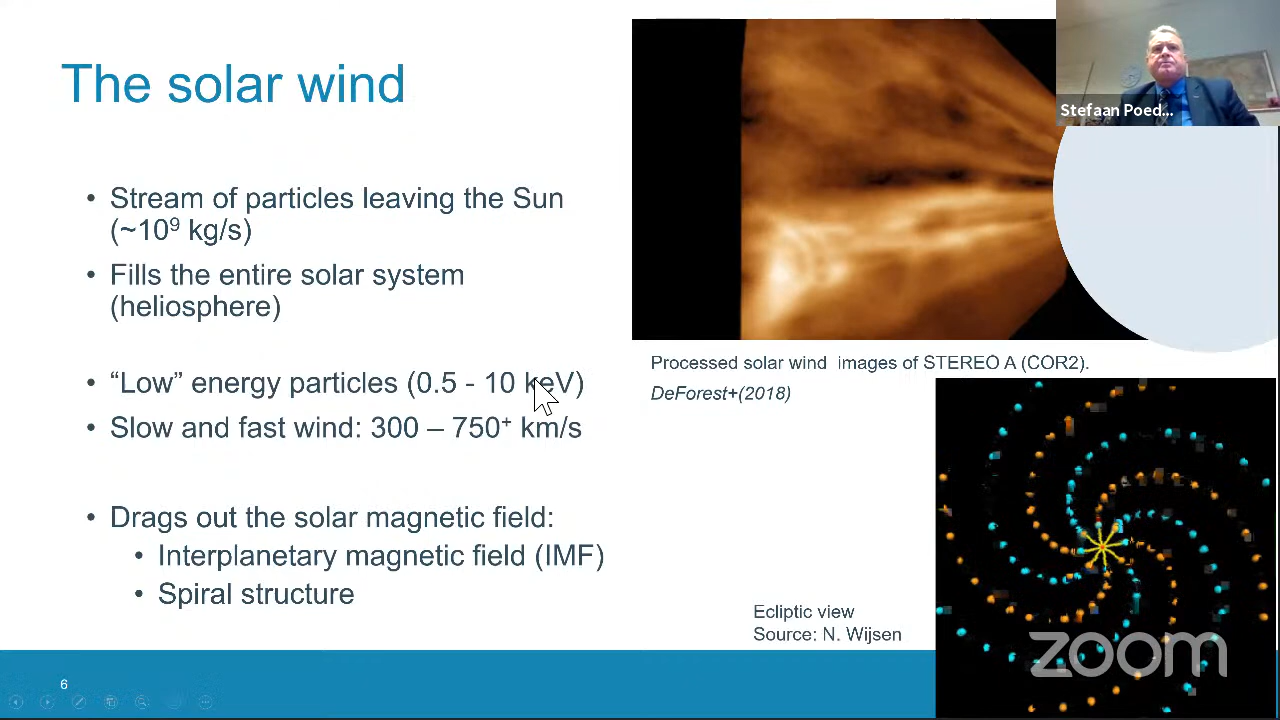 The solar wind
Stefaan Poed...
• Stream of particles leaving the Sun
(~10⁹ kg/s)
• Fills the entire solar system
(heliosphere)
• “Low” energy particles (0.5 - 10 keV)
• Slow and fast wind: 300 – 750⁺ km/s
• Drags out the solar magnetic field:
• Interplanetary magnetic field (IMF)
• Spiral structure
Processed solar wind images of STEREO A (COR2).
DeForest+(2018)
Ecliptic view
Source: N. Wijsen
zoom
6